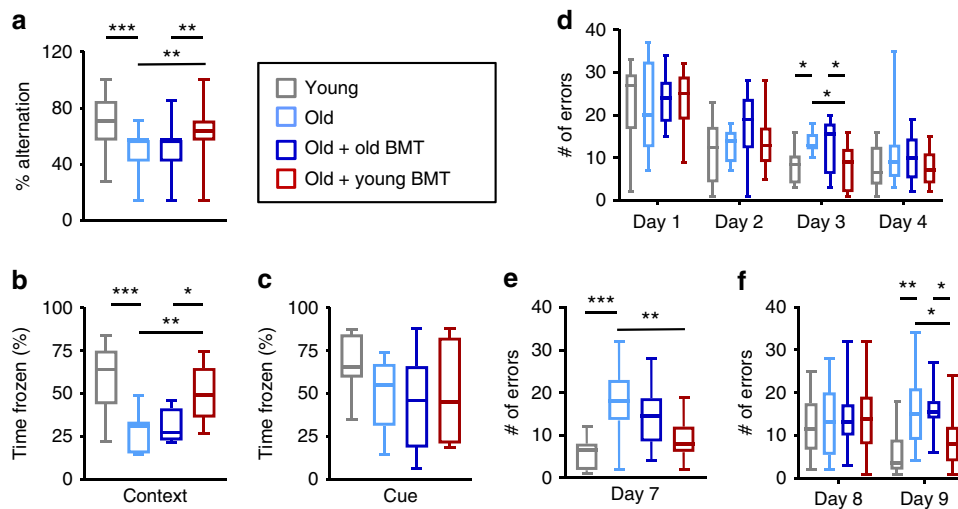 a
*** **
**
% alternation
120
80
40
0
Young
Old
Old + old BMT
Old + young BMT
d
# of errors
40
30
20
10
0
* *
*
Day 1 Day 2 Day 3 Day 4
b
Time frozen (%)
100
75
50
25
0
*** *
**
Context
c
Time frozen (%)
100
75
50
25
0
Cue
e
# of errors
40
30
20
10
0
*** **
Day 7
f
# of errors
40
30
20
10
0
** *
*
Day 8 Day 9